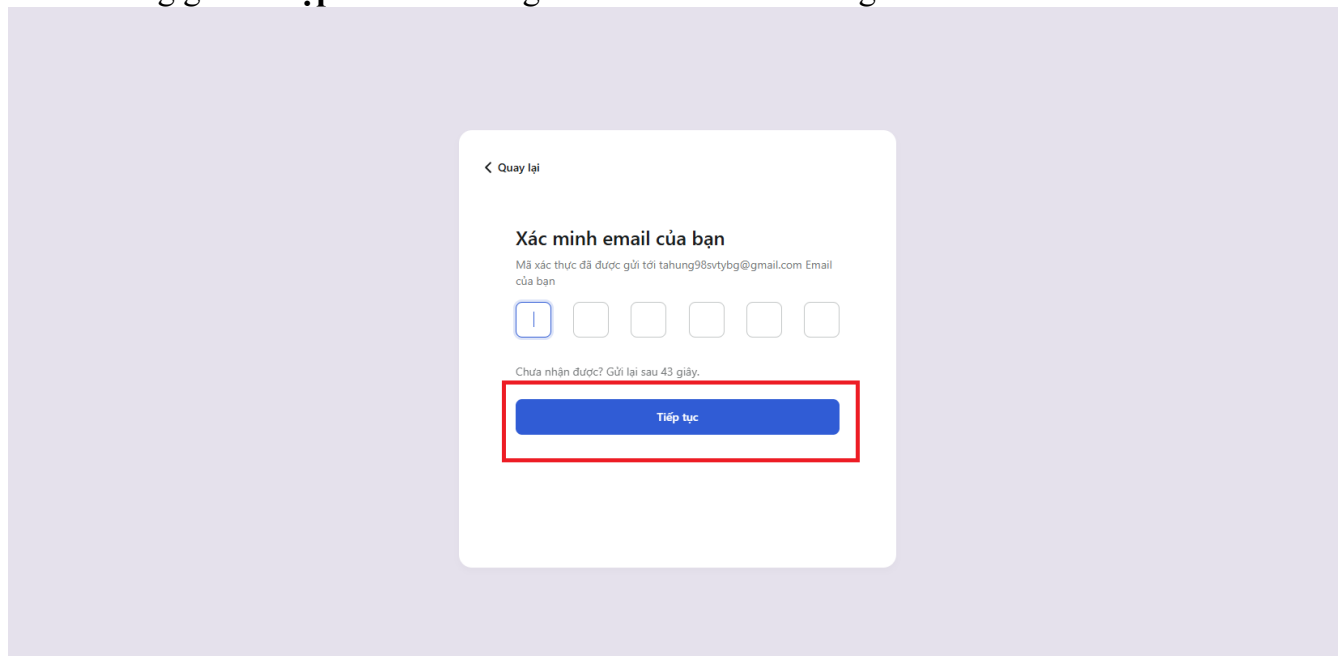 Quay lại
Xác minh email của bạn
Mã xác thực đã được gửi tới tahung98svtybg@gmail.com Email
của bạn
Chưa nhận được? Gửi lại sau 43 giây.
Tiếp tục